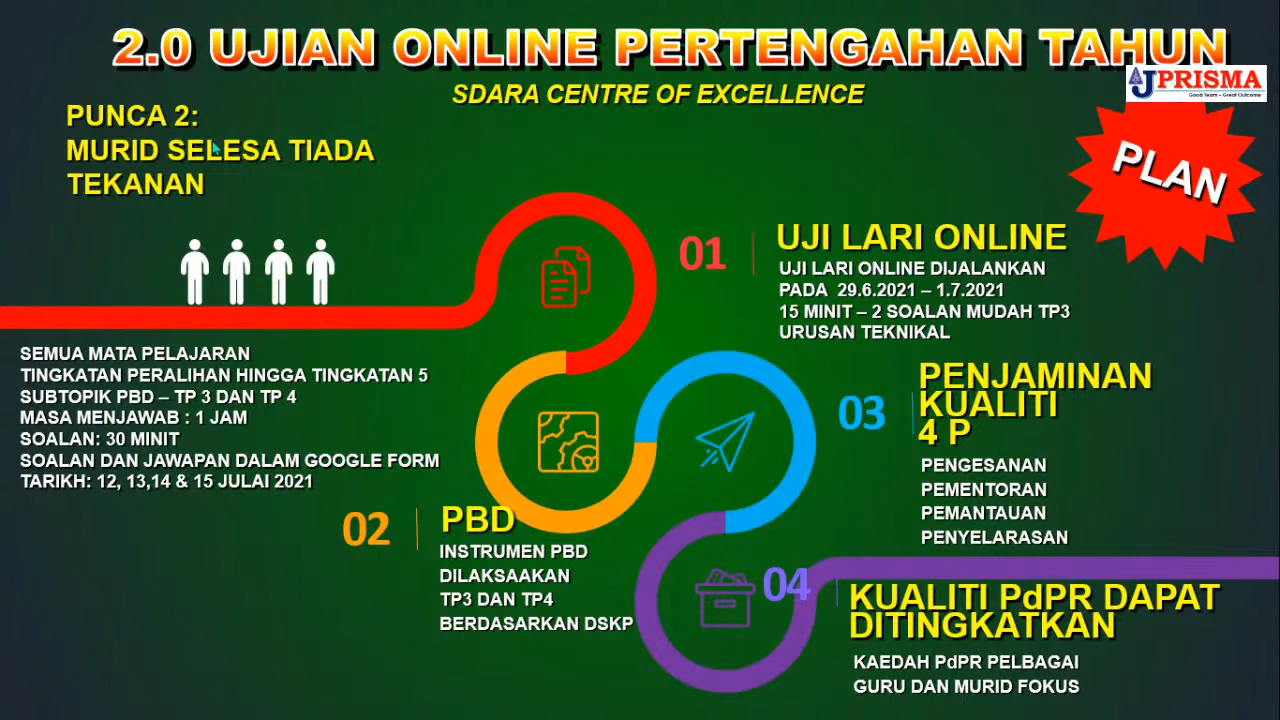 2.0 UJIAN ONLINE PERTENGAHAN TAHUN
SDARA CENTRE OF EXCELLENCE
JPRISMA
Good Team - Great Outcome
PUNCA 2:
MURID SELESA TIADA
TEKANAN
PLAN
01
UJI LARI ONLINE
UJI LARI ONLINE DIJALANKAN
PADA 29.6.2021 – 1.7.2021
15 MINIT – 2 SOALAN MUDAH TP3
URUSAN TEKNIKAL
SEMUA MATA PELAJARAN
TINGKATAN PERALIHAN HINGGA TINGKATAN 5
SUBTOPIK PBD – TP 3 DAN TP 4
MASA MENJAWAB : 1 JAM
SOALAN: 30 MINIT
SOALAN DAN JAWAPAN DALAM GOOGLE FORM
TARIKH: 12, 13,14 & 15 JULAI 2021
02
PBD
INSTRUMEN PBD
DILAKSAAKAN
TP3 DAN TP4
BERDASARKAN DSKP
03
PENJAMINAN
KUALITI
4 P
PENGESANAN
PEMENTORAN
PEMANTAUAN
PENYELARASAN
04
KUALITI PdPR DAPAT
DITINGKATKAN
KAEDAH PdPR PELBAGAI
GURU DAN MURID FOKUS